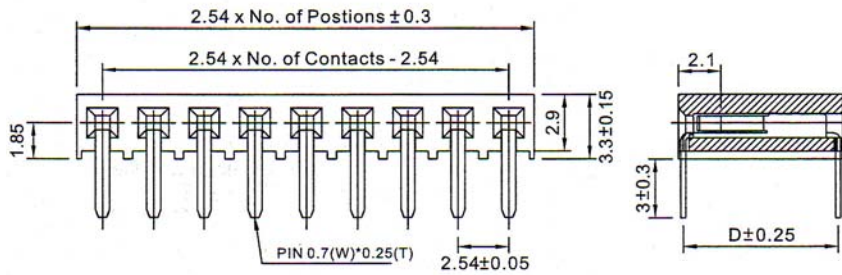 2.54 x No. of Postions ± 0.3
2.54 x No. of Contacts - 2.54
2.1
1.85
2.9
3.3±0.15
3±0.3
PIN 0.7(W)*0.25(T)
2.54±0.05
D±0.25